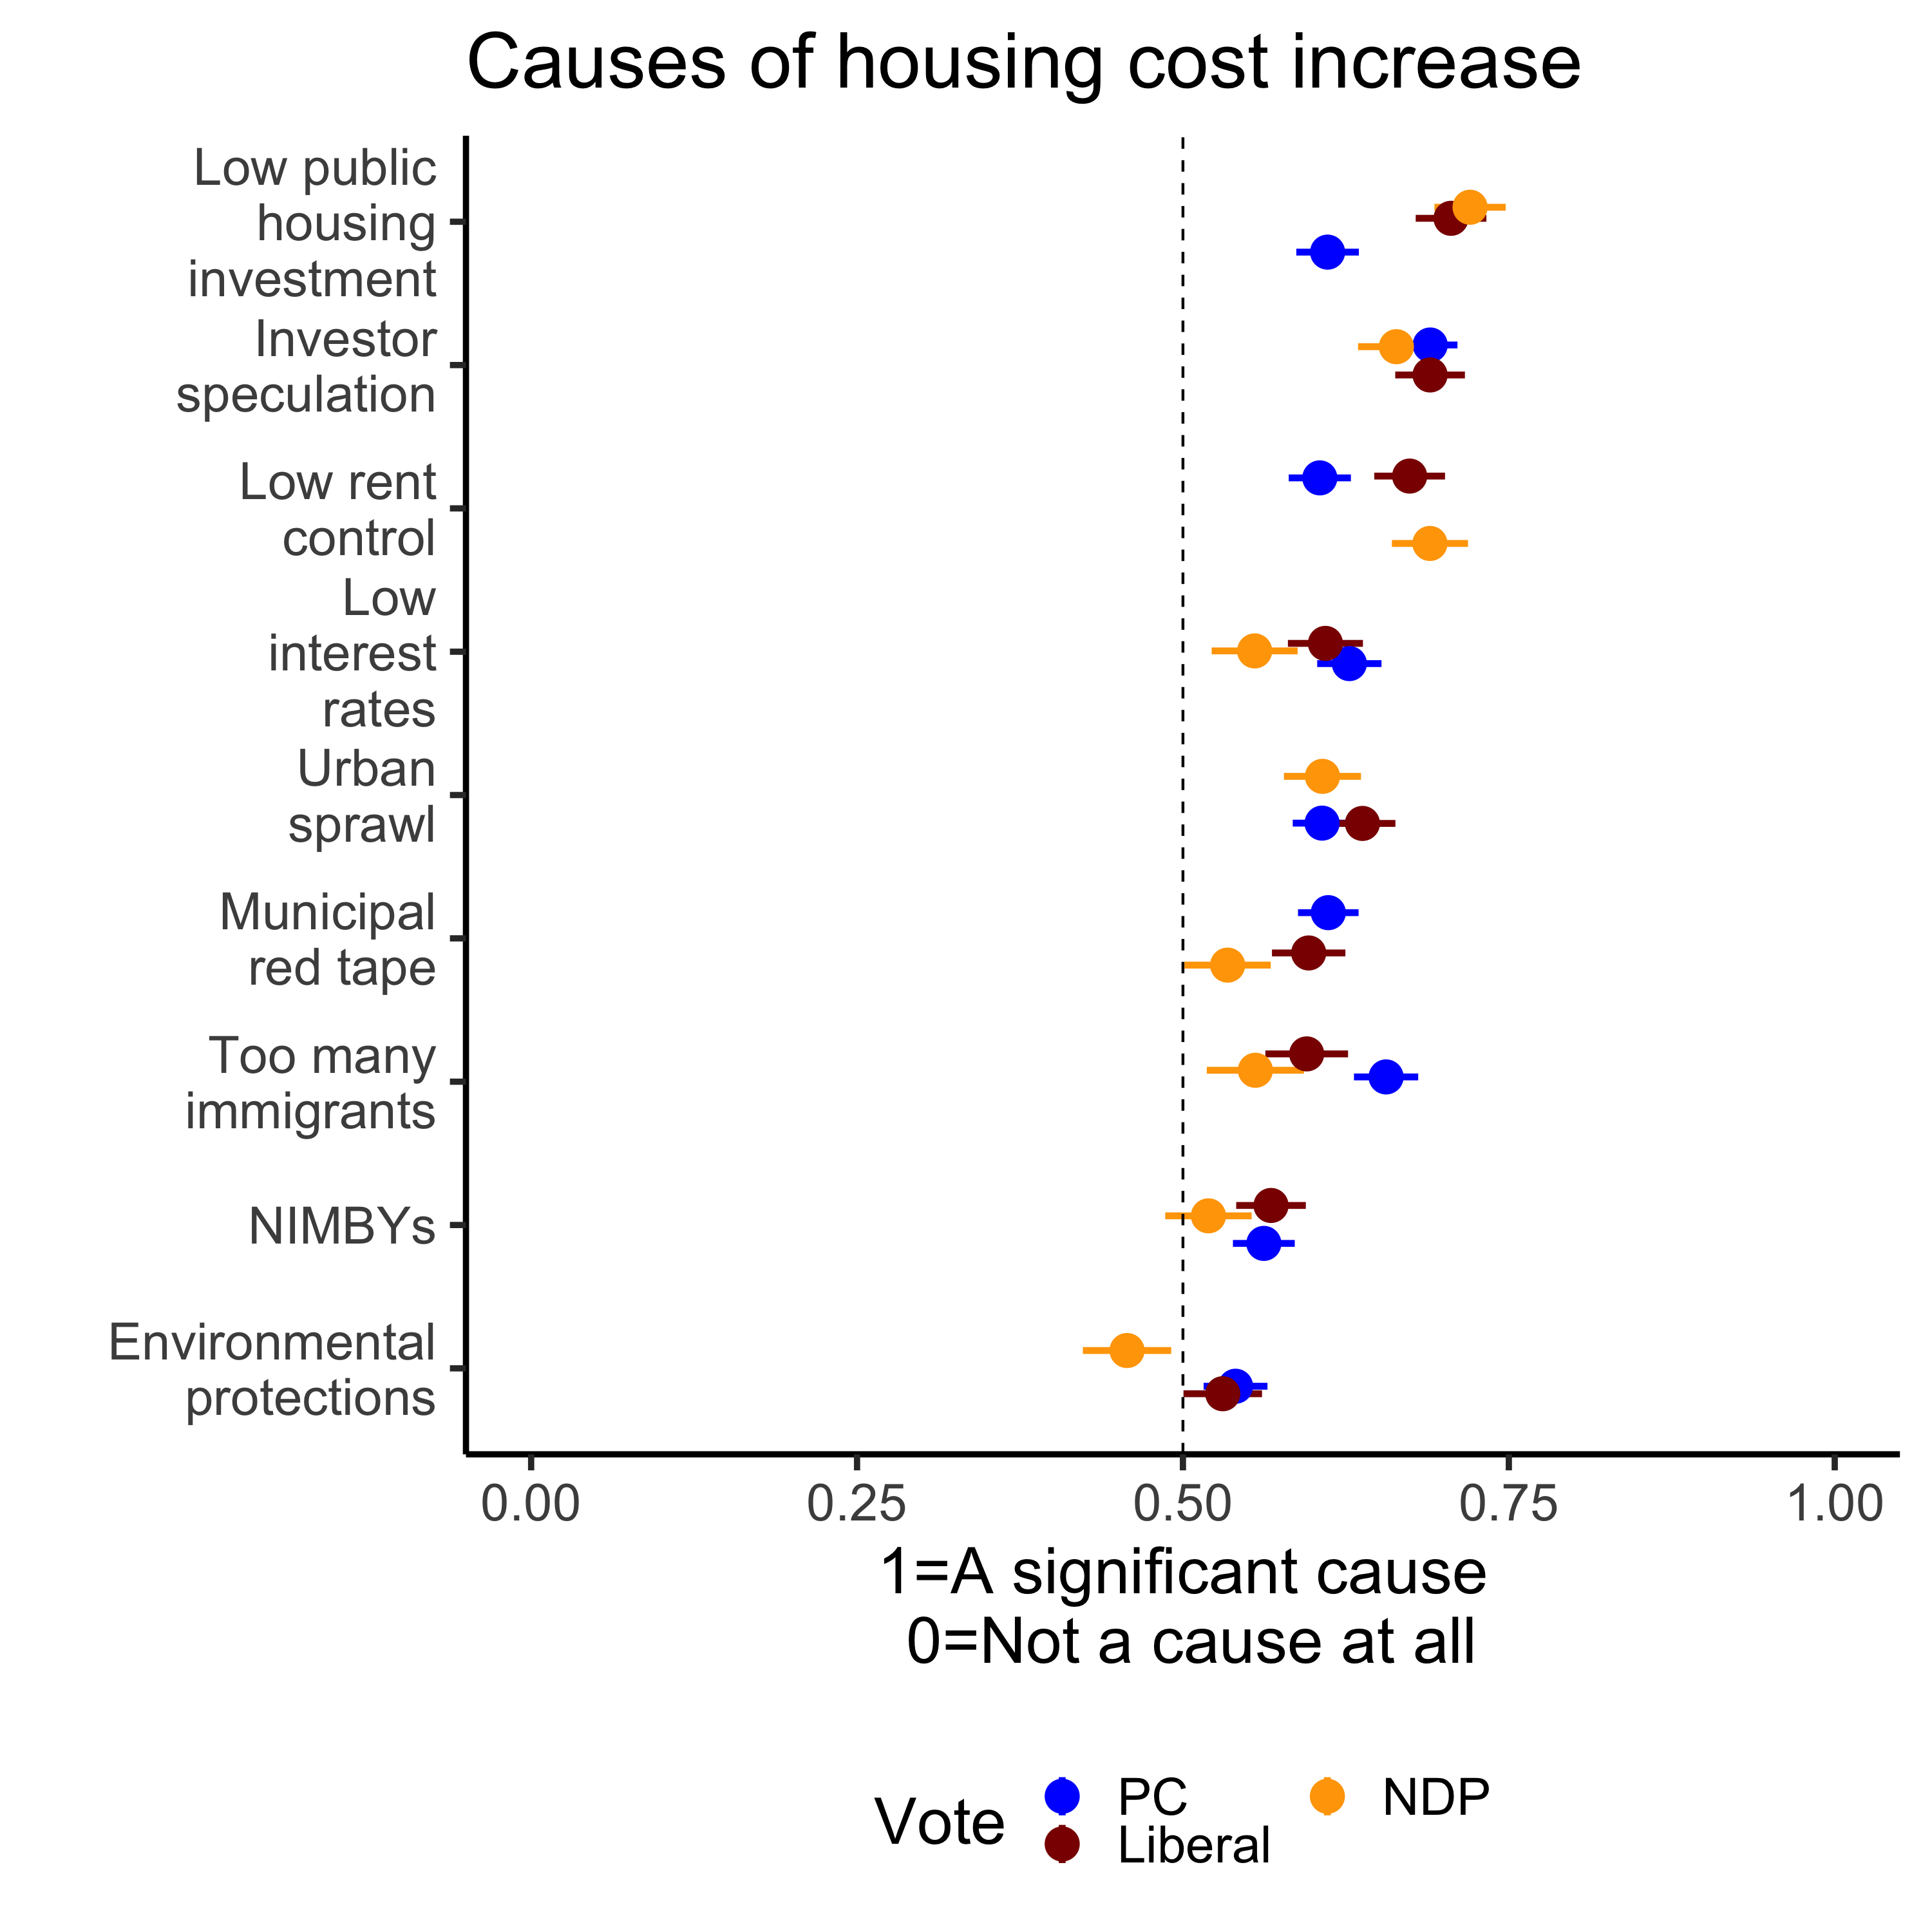 Causes of housing cost increase
Low public
housing
investment
Investor
speculation
Low rent
control
Low
interest
rates
Urban
sprawl
Municipal
red tape
Too many
immigrants
NIMBYs
Environmental
protections
0.00 0.25 0.50 0.75 1.00
1=A significant cause
0=Not a cause at all
Vote
PC NDP
Liberal